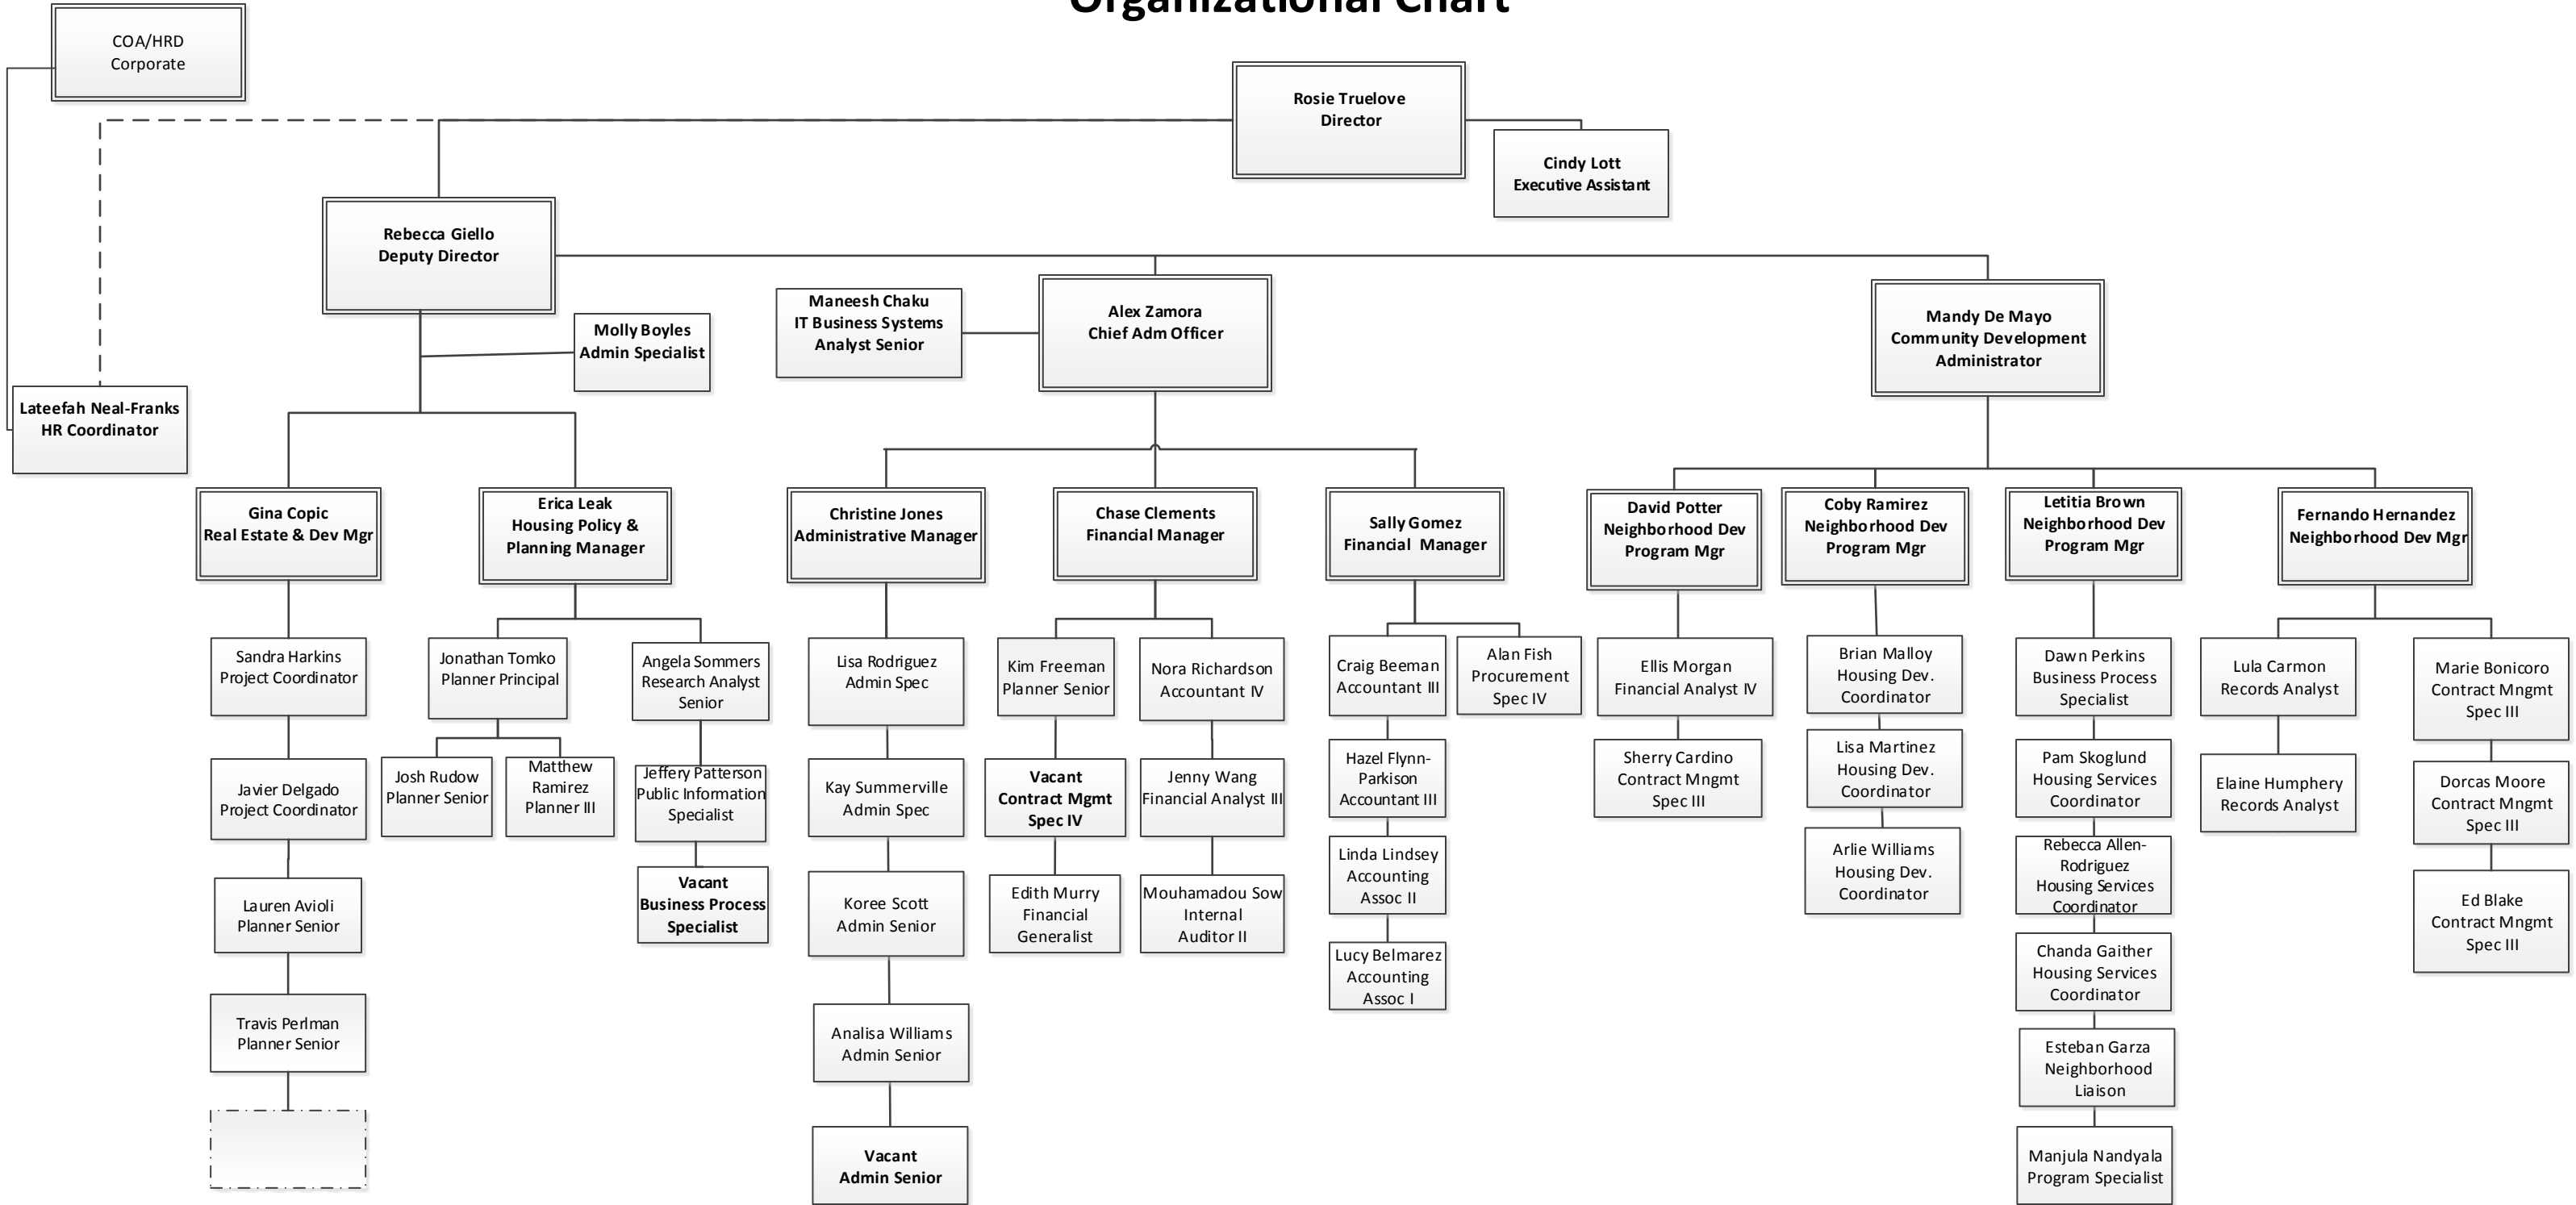 Organizational Chart
COA/HRD
Corporate
Rosie Truelove
Director
Cindy Lott
Executive Assistant
Rebecca Giello
Deputy Director
Molly Boyles
Admin Specialist
Maneesh Chaku
IT Business Systems
Analyst Senior
Alex Zamora
Chief Adm Officer
Mandy De Mayo
Community Development
Administrator
Lateefah Neal-Franks
HR Coordinator
Gina Copic
Real Estate & Dev Mgr
Erica Leak
Housing Policy &
Planning Manager
Christine Jones
Administrative Manager
Chase Clements
Financial Manager
Sally Gomez
Financial Manager
David Potter
Neighborhood Dev
Program Mgr
Coby Ramirez
Neighborhood Dev
Program Mgr
Letitia Brown
Neighborhood Dev
Program Mgr
Fernando Hernandez
Neighborhood Dev Mgr
Sandra Harkins
Project Coordinator
Javier Delgado
Project Coordinator
Lauren Avioli
Planner Senior
Travis Perlman
Planner Senior
Jonathan Tomko
Planner Principal
Josh Rudow
Planner Senior
Matthew
Ramirez
Planner III
Angela Sommers
Research Analyst
Senior
Jeffery Patterson
Public Information
Specialist
Vacant
Business Process
Specialist
Lisa Rodriguez
Admin Spec
Kay Summerville
Admin Spec
Koree Scott
Admin Senior
Analisa Williams
Admin Senior
Vacant
Admin Senior
Kim Freeman
Planner Senior
Vacant
Contract Mgmt
Spec IV
Edith Murry
Financial
Generalist
Nora Richardson
Accountant IV
Jenny Wang
Financial Analyst III
Mouhamadou Sow
Internal
Auditor II
Craig Beeman
Accountant III
Hazel Flynn-
Parkison
Accountant III
Linda Lindsey
Accounting
Assoc II
Lucy Belmarez
Accounting
Assoc I
Alan Fish
Procurement
Spec IV
Ellis Morgan
Financial Analyst IV
Sherry Cardino
Contract Mngmt
Spec III
Brian Malloy
Housing Dev.
Coordinator
Lisa Martinez
Housing Dev.
Coordinator
Arlie Williams
Housing Dev.
Coordinator
Dawn Perkins
Business Process
Specialist
Pam Skoglund
Housing Services
Coordinator
Rebecca Allen-
Rodriguez
Housing Services
Coordinator
Chanda Gaither
Housing Services
Coordinator
Esteban Garza
Neighborhood
Liaison
Manjula Nandyala
Program Specialist
Lula Carmon
Records Analyst
Elaine Humphery
Records Analyst
Marie Bonicoro
Contract Mngmt
Spec III
Dorcas Moore
Contract Mngmt
Spec III
Ed Blake
Contract Mngmt
Spec III